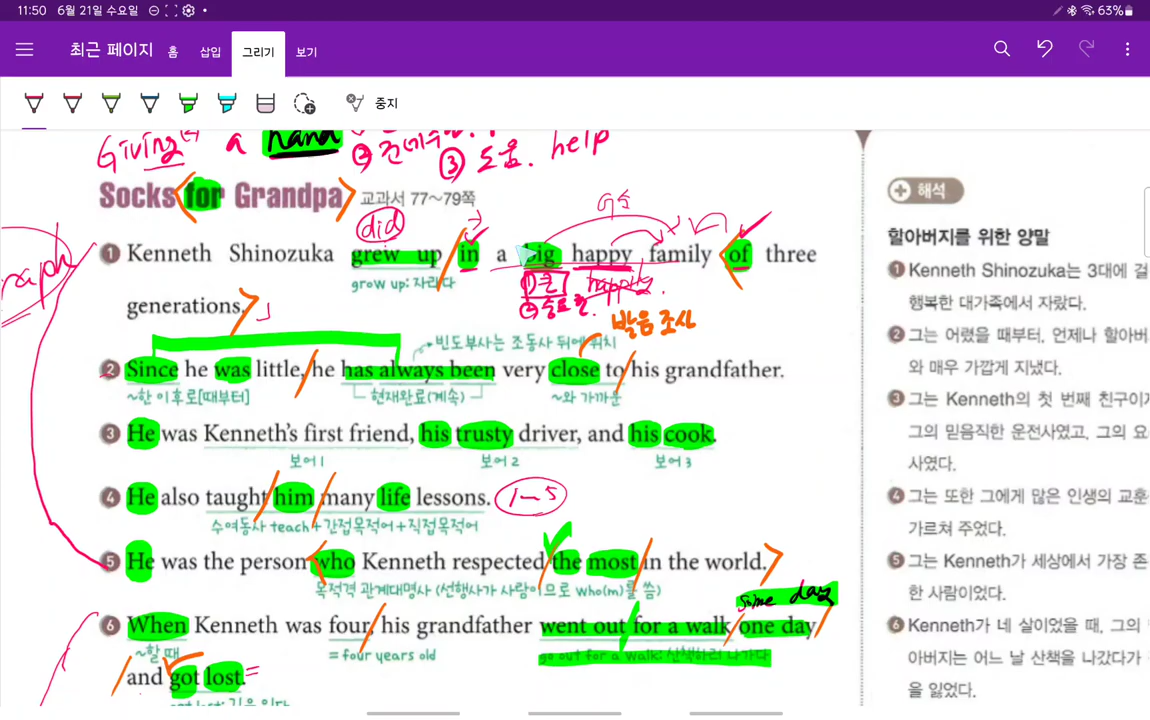 11:50 6월 21일 수요일 63%
최근 페이지 홈 삽입 그리기 보기
중지
Giving a hand
③ 도움. help
Socks for Grandpa 교과서 77~79쪽
did
① Kenneth Shinozuka grew up in a big happy family of three
grow up: 자라다
① 큰 happy
generations.
발음 조심
빈도부사는 조동사 뒤에 위치
② Since he was little, he has always been very close to his grandfather.
~한 이후로[때부터] 현재완료(계속) ~와 가까운
③ He was Kenneth's first friend, his trusty driver, and his cook.
보어 1 보어 2 보어 3
④ He also taught him many life lessons. 1-5
수여동사 teach+간접목적어+직접목적어
⑤ He was the person who Kenneth respected the most in the world.
목적격 관계대명사 (선행사가 사람이므로 who(m)를 씀)
some day
⑥ When Kenneth was four, his grandfather went out for a walk one day
~할 때 = four years old go out for a walk: 산책하러 나가다
and got lost.
해석
할아버지를 위한 양말
① Kenneth Shinozuka는 3대에 걸
행복한 대가족에서 자랐다.
② 그는 어렸을 때부터, 언제나 할아버
와 매우 가깝게 지냈다.
③ 그는 Kenneth의 첫 번째 친구이
그의 믿음직한 운전사였고, 그의 요
사였다.
④ 그는 또한 그에게 많은 인생의 교훈
가르쳐 주었다.
⑤ 그는 Kenneth가 세상에서 가장 존
한 사람이었다.
⑥ Kenneth가 네 살이었을 때, 그의
아버지는 어느 날 산책을 나갔다가
을 잃었다.